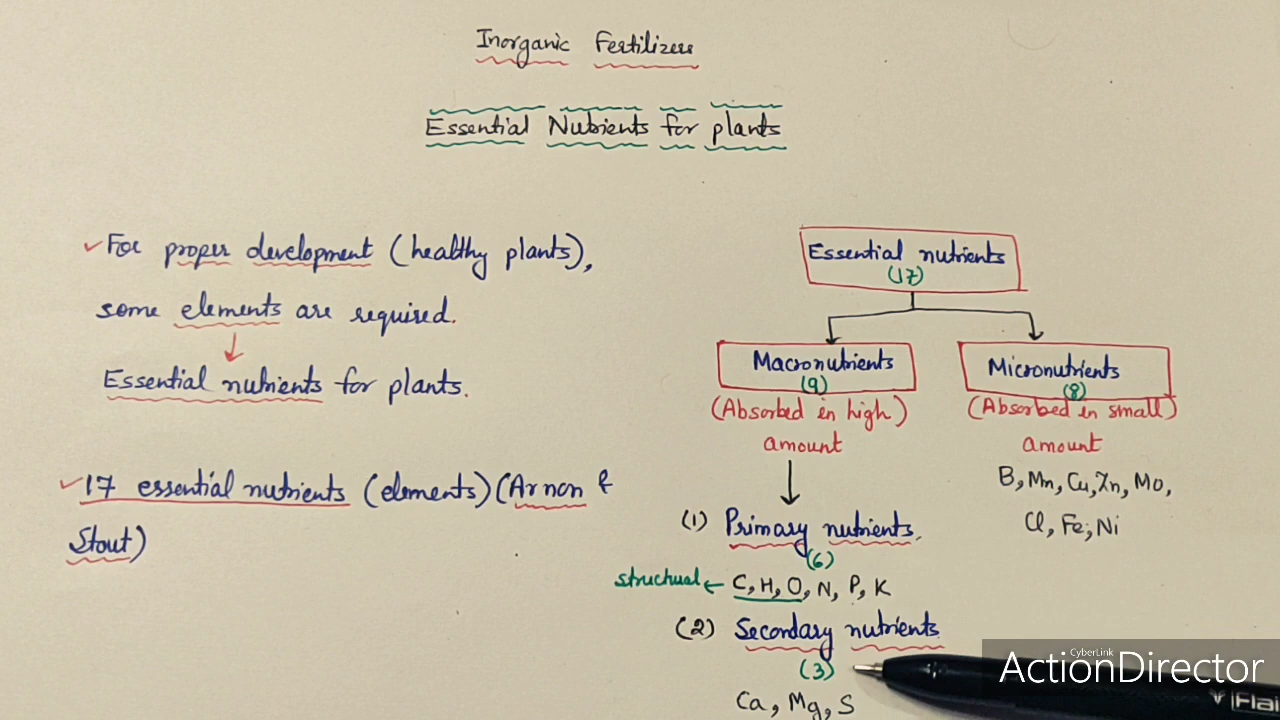 Inorganic Fertilizers
Essential Nutrients for plants
✓For proper development (healthy plants),
some elements are required.
Essential nutrients for plants.
✓17 essential nutrients (elements) (Arnon &
Stout)
Essential nutrients
(17)
Macronutrients
(9)
(Absorbed in high)
amount
Micronutrients
(8)
(Absorbed in small)
amount
B, Mn, Cu, Zn, Mo,
Cl, Fe, Ni
(1) Primary nutrients.
(6)
structual ← C, H, O, N, P, K
(2) Secondary nutrients
(3)
Ca, Mg, S
CyberLink
ActionDirector
Flai